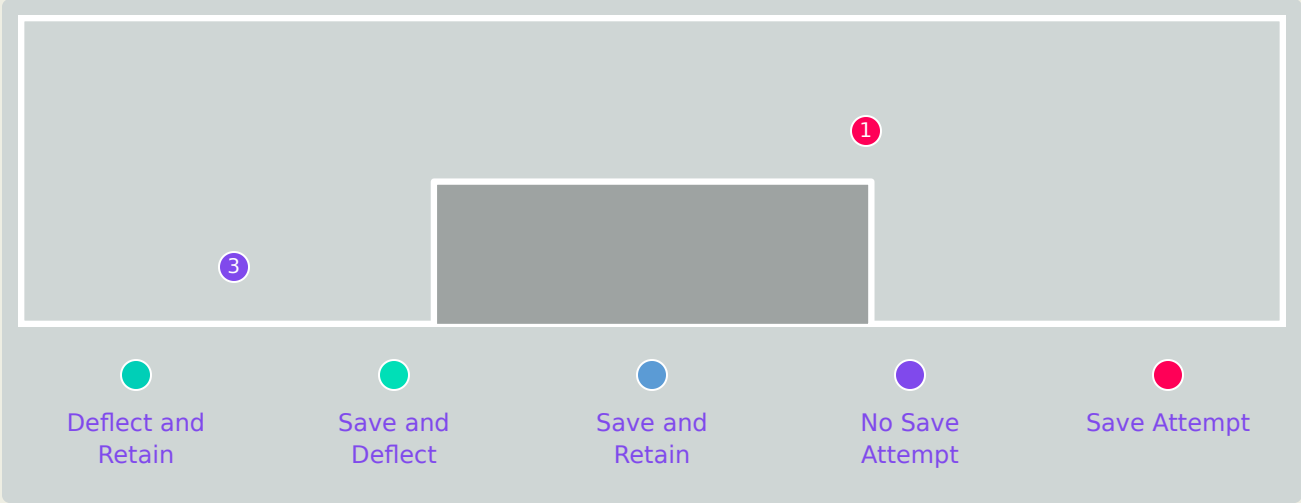 1
3
Deflect and
Retain
Save and
Deflect
Save and
Retain
No Save
Attempt
Save Attempt